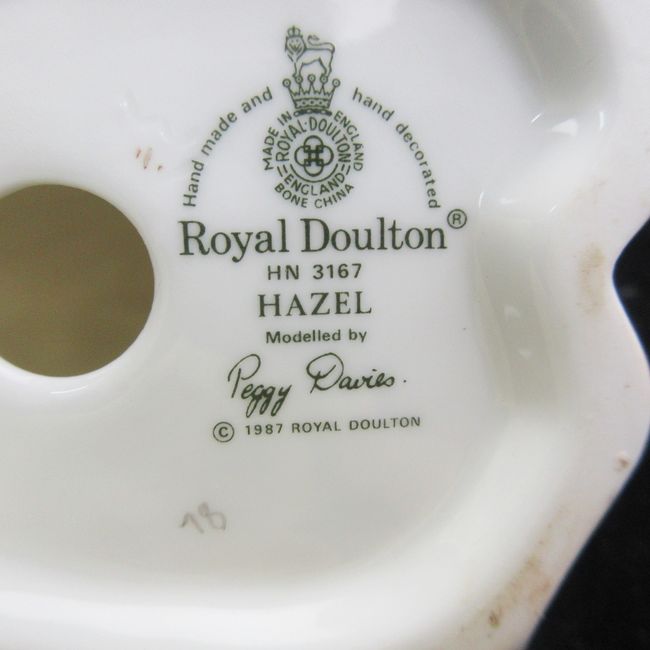 Hand made and hand decorated
MADE IN ENGLAND
ROYAL·DOULTON
ENGLAND
BONE CHINA
Royal Doulton®
HN 3167
HAZEL
Modelled by
Peggy Davies.
© 1987 ROYAL DOULTON
78